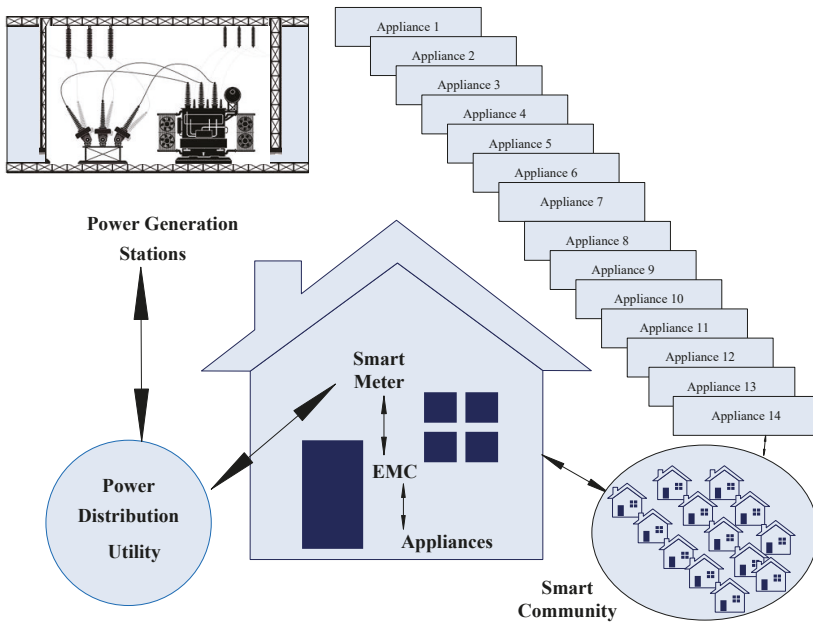 Appliance 1
Appliance 2
Appliance 3
Appliance 4
Appliance 5
Appliance 6
Appliance 7
Appliance 8
Appliance 9
Appliance 10
Appliance 11
Appliance 12
Appliance 13
Appliance 14
Power Generation
Stations
Smart
Meter
EMC
Appliances
Power
Distribution
Utility
Smart
Community